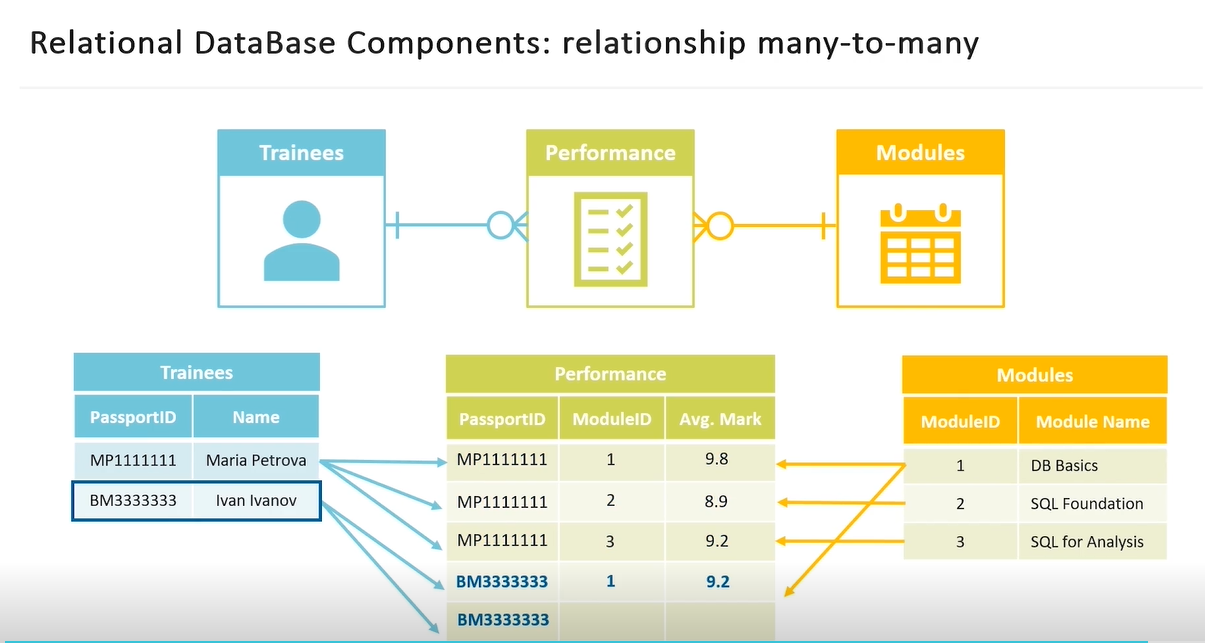 Relational DataBase Components: relationship many-to-many
Trainees
Performance
Modules
Trainees
PassportID Name
MP1111111 Maria Petrova
BM3333333 Ivan Ivanov
Performance
PassportID ModuleID Avg. Mark
MP1111111 1 9.8
MP1111111 2 8.9
MP1111111 3 9.2
BM3333333 1 9.2
BM3333333
Modules
ModuleID Module Name
1 DB Basics
2 SQL Foundation
3 SQL for Analysis